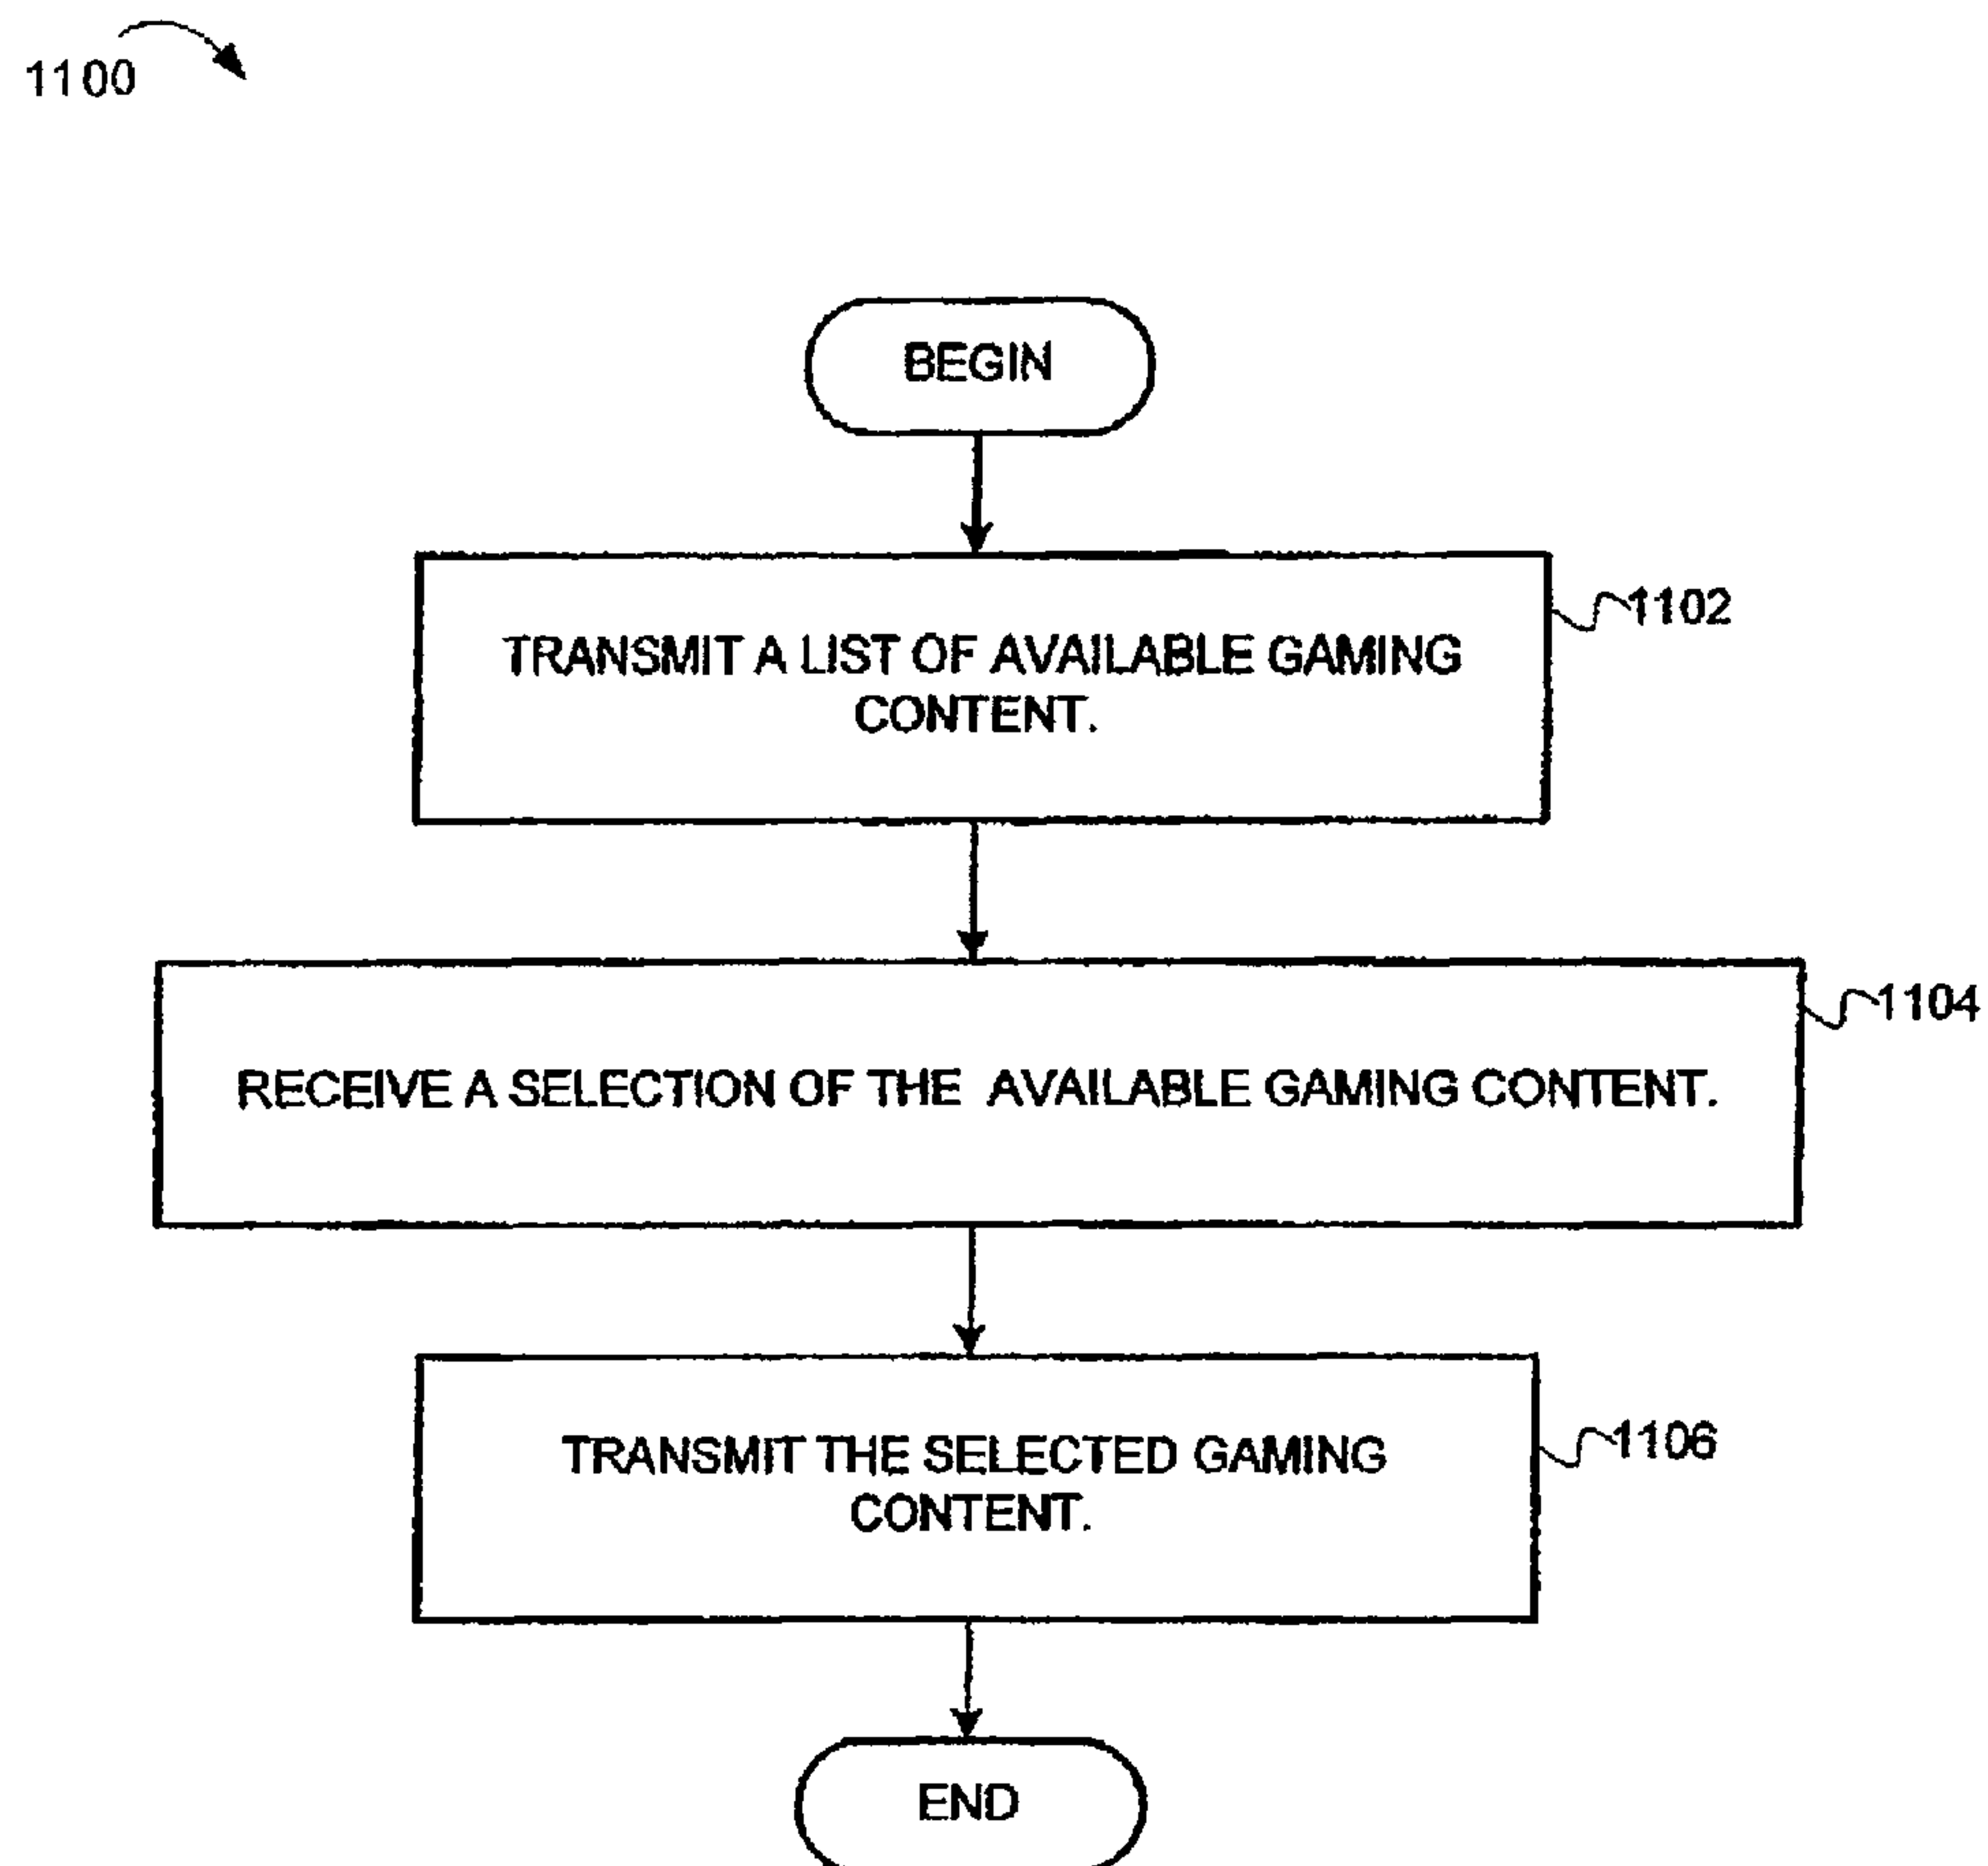 1100
BEGIN
TRANSMIT A LIST OF AVAILABLE GAMING
CONTENT.
1102
RECEIVE A SELECTION OF THE AVAILABLE GAMING CONTENT.
1104
TRANSMIT THE SELECTED GAMING
CONTENT.
1106
END